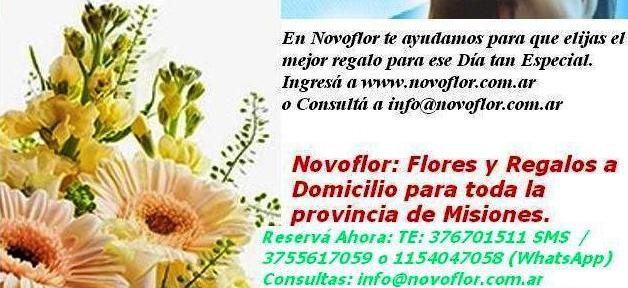 En Novoflor te ayudamos para que elijas el
mejor regalo para ese Día tan Especial.
Ingresá a www.novoflor.com.ar
o Consultá a info@novoflor.com.ar
Novoflor: Flores y Regalos a
Domicilio para toda la
provincia de Misiones.
Reservá Ahora: TE: 376701511 SMS /
3755617059 o 1154047058 (WhatsApp)
Consultas: info@novoflor.com.ar